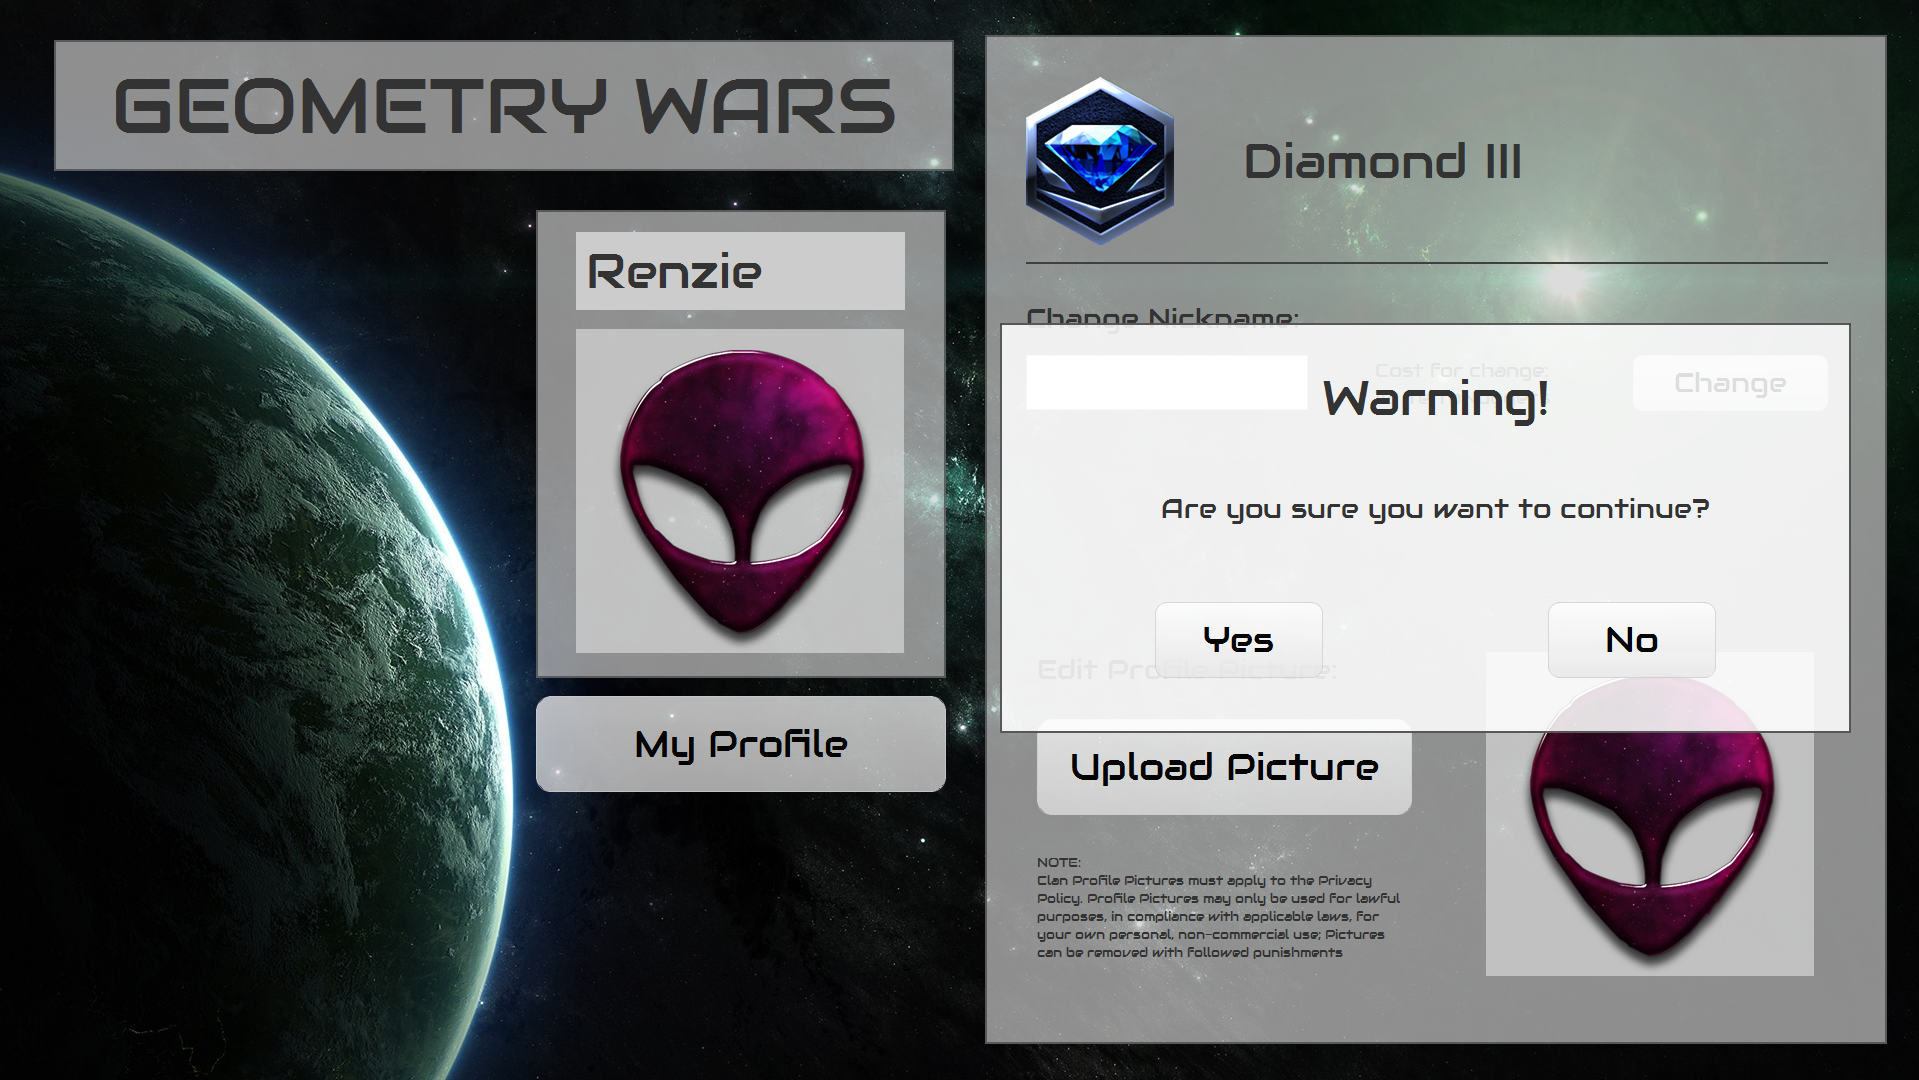 GEOMETRY WARS
Renzie
My Profile
Diamond III
Change Nickname:
Cost for change:
Change
Warning!
Are you sure you want to continue?
Yes
No
Edit Profile Picture:
Upload Picture
NOTE:
Clan Profile Pictures must apply to the Privacy
Policy. Profile Pictures may only be used for lawful
purposes, in compliance with applicable laws, for
your own personal, non-commercial use; Pictures
can be removed with followed punishments